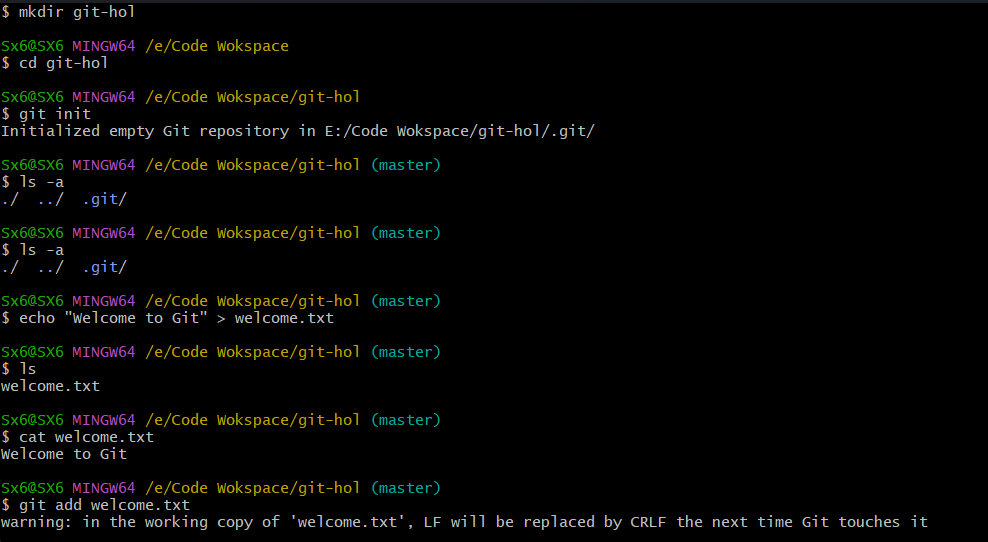 $ mkdir git-hol
Sx6@SX6 MINGW64 /e/Code Wokspace
$ cd git-hol
Sx6@SX6 MINGW64 /e/Code Wokspace/git-hol
$ git init
Initialized empty Git repository in E:/Code Wokspace/git-hol/.git/
Sx6@SX6 MINGW64 /e/Code Wokspace/git-hol (master)
$ ls -a
./  ../  .git/
Sx6@SX6 MINGW64 /e/Code Wokspace/git-hol (master)
$ ls -a
./  ../  .git/
Sx6@SX6 MINGW64 /e/Code Wokspace/git-hol (master)
$ echo "Welcome to Git" > welcome.txt
Sx6@SX6 MINGW64 /e/Code Wokspace/git-hol (master)
$ ls
welcome.txt
Sx6@SX6 MINGW64 /e/Code Wokspace/git-hol (master)
$ cat welcome.txt
Welcome to Git
Sx6@SX6 MINGW64 /e/Code Wokspace/git-hol (master)
$ git add welcome.txt
warning: in the working copy of 'welcome.txt', LF will be replaced by CRLF the next time Git touches it